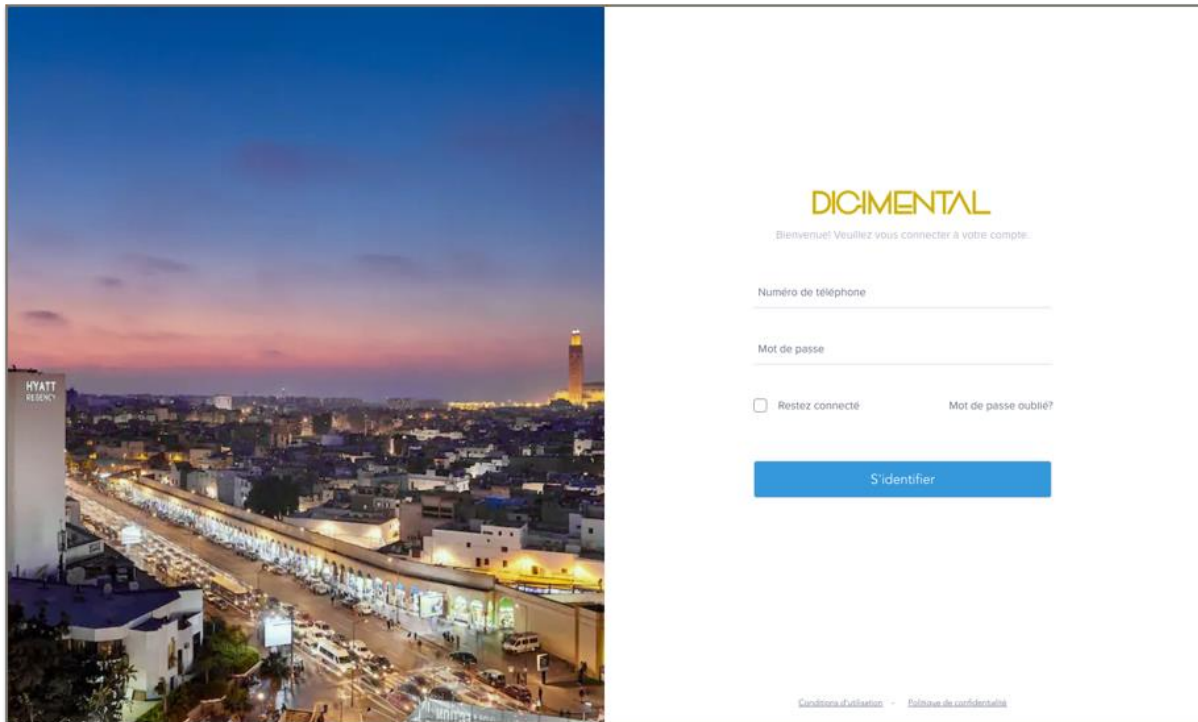 HYATT
REGENCY
DICIMENTAL
Bienvenue! Veuillez vous connecter à votre compte.
Numéro de téléphone
Mot de passe
Restez connecté
Mot de passe oublié?
S'identifier
Conditions d'utilisation - Politique de confidentialité